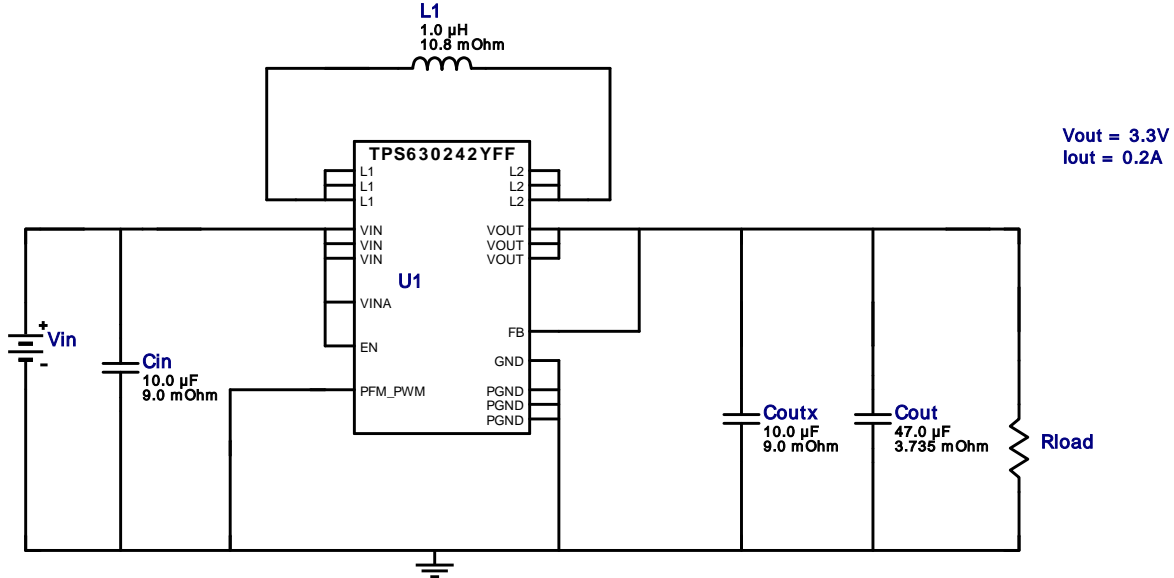 L1
1.0 µH
10.8 mOhm
Vout = 3.3V
Iout = 0.2A
TPS630242YFF
L1
L1
L1
L2
L2
L2
VIN
VIN
VIN
VOUT
VOUT
VOUT
U1
VINA
FB
EN
GND
PFM_PWM
PGND
PGND
PGND
+
Vin
-
Cin
10.0 µF
9.0 mOhm
Coutx
10.0 µF
9.0 mOhm
Cout
47.0 µF
3.735 mOhm
Rload